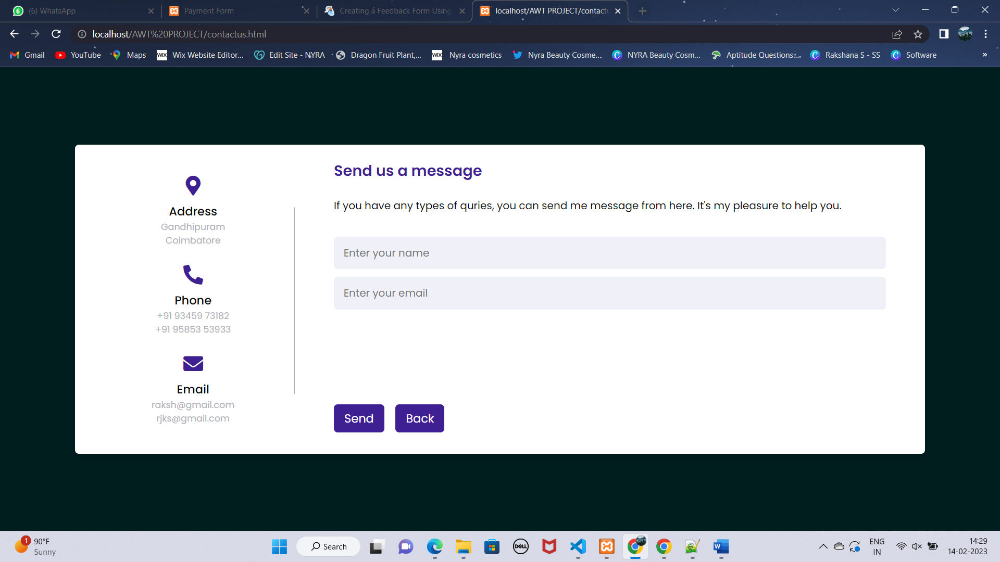 (6) WhatsApp
Payment Form
Creating a Feedback Form Using
localhost/AWT PROJECT/contactu
localhost/AWT%20PROJECT/contactus.html
Gmail
YouTube
Maps
WIX Wix Website Editor...
Edit Site - NYRA
Dragon Fruit Plant,...
WIX Nyra cosmetics
Nyra Beauty Cosme...
NYRA Beauty Cosm...
Aptitude Questions...
Rakshana S - SS
Software
»
Address
Gandhipuram
Coimbatore
Phone
+91 93459 73182
+91 95853 53933
Email
raksh@gmail.com
rjks@gmail.com
Send us a message
If you have any types of quries, you can send me message from here. It's my pleasure to help you.
Enter your name
Enter your email
Send
Back
1
90°F
Sunny
Search
DELL
W
ENG
IN
14:29
14-02-2023